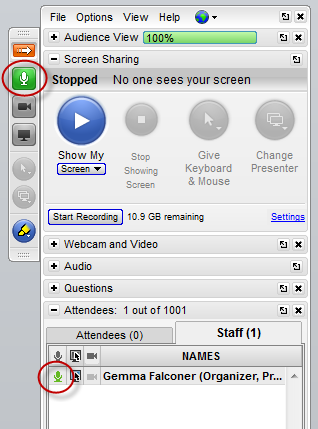 File Options View Help
Audience View 100%
Screen Sharing
Stopped No one sees your screen
Show My
Screen
Stop
Showing
Screen
Give
Keyboard
& Mouse
Change
Presenter
Start Recording 10.9 GB remaining Settings
Webcam and Video
Audio
Questions
Attendees: 1 out of 1001
Attendees (0) Staff (1)
NAMES
Gemma Falconer (Organizer, Pr...